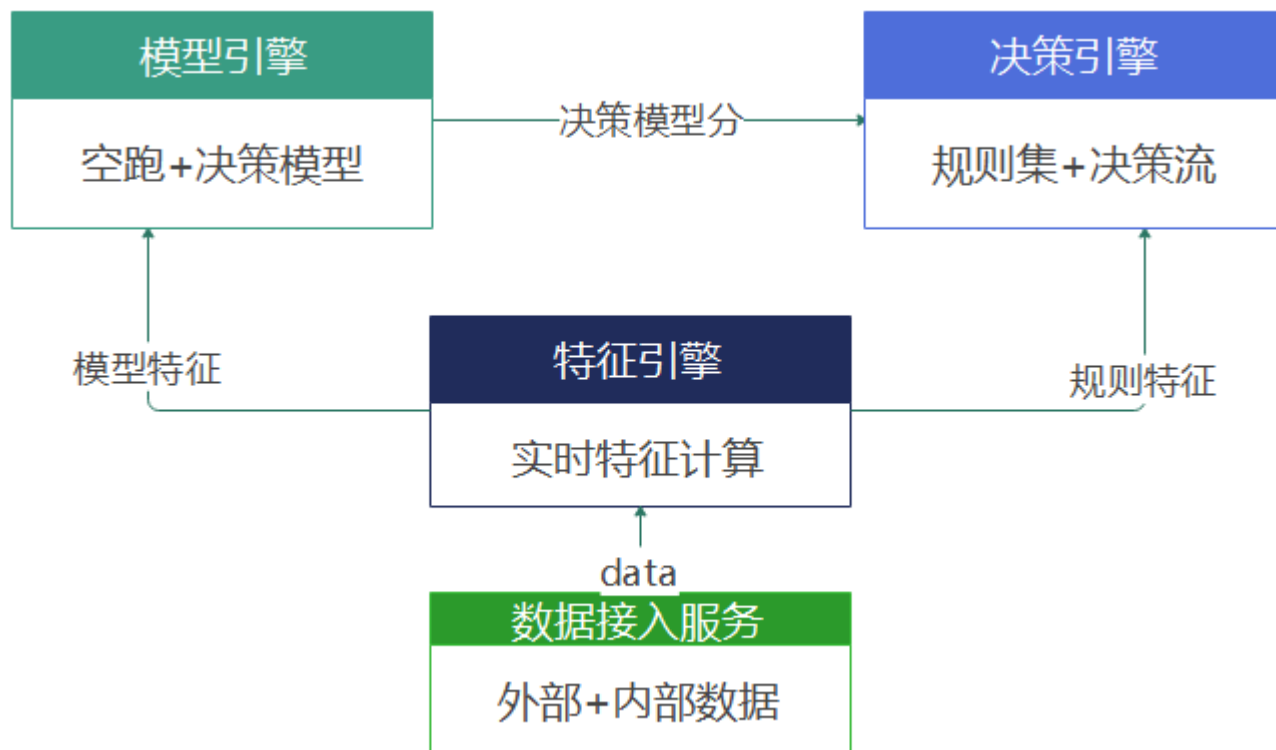 模型引擎
空跑+决策模型
决策模型分
决策引擎
规则集+决策流
模型特征
特征引擎
实时特征计算
规则特征
data
数据接入服务
外部+内部数据